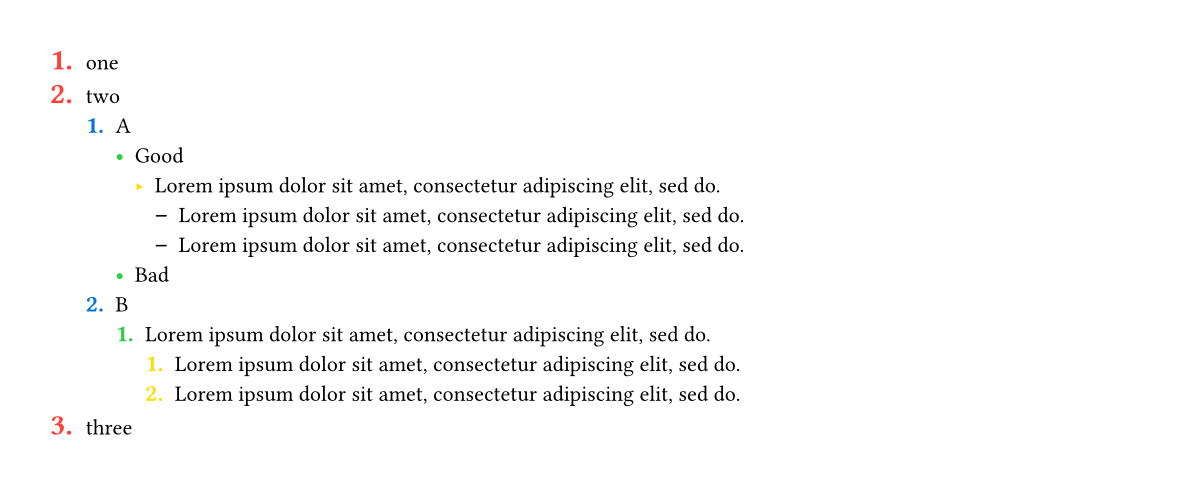 1. one
2. two
1. A
• Good
‣ Lorem ipsum dolor sit amet, consectetur adipiscing elit, sed do.
– Lorem ipsum dolor sit amet, consectetur adipiscing elit, sed do.
– Lorem ipsum dolor sit amet, consectetur adipiscing elit, sed do.
• Bad
2. B
1. Lorem ipsum dolor sit amet, consectetur adipiscing elit, sed do.
1. Lorem ipsum dolor sit amet, consectetur adipiscing elit, sed do.
2. Lorem ipsum dolor sit amet, consectetur adipiscing elit, sed do.
3. three